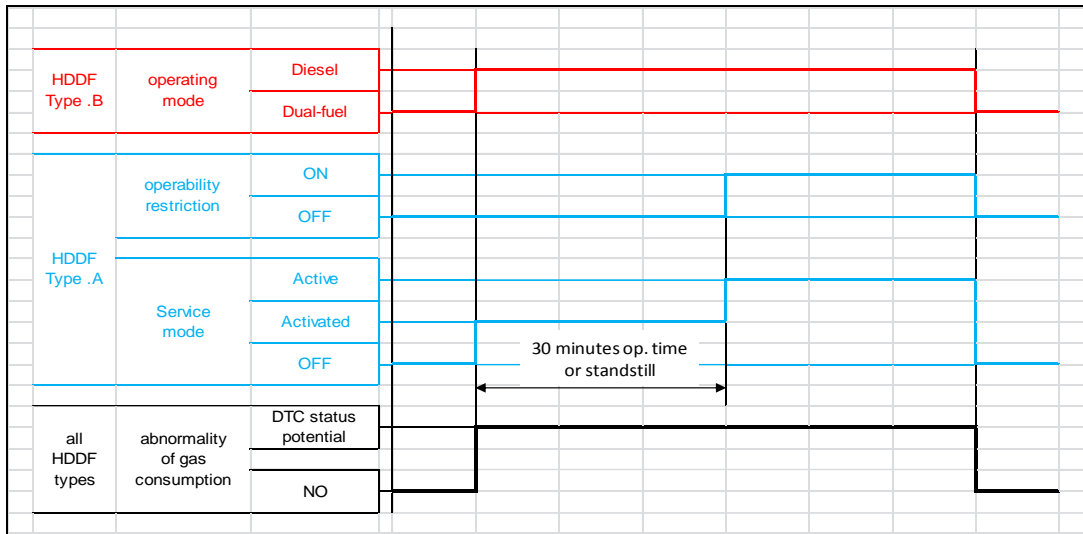 HDDF
Type .B
operating
mode
Diesel
Dual-fuel
HDDF
Type .A
operability
restriction
ON
OFF
Service
mode
Active
Activated
OFF
30 minutes op. time
or standstill
all
HDDF
types
abnormality
of gas
consumption
DTC status
potential
NO